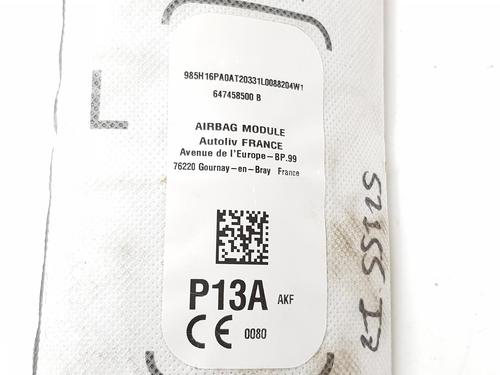 985H16PA0AT20331L0088204W1
647458500 B
AIRBAG MODULE
Autoliv FRANCE
Avenue de l'Europe-BP.99
76220 Gournay-en-Bray France
L
P13A AKF
CE 0080